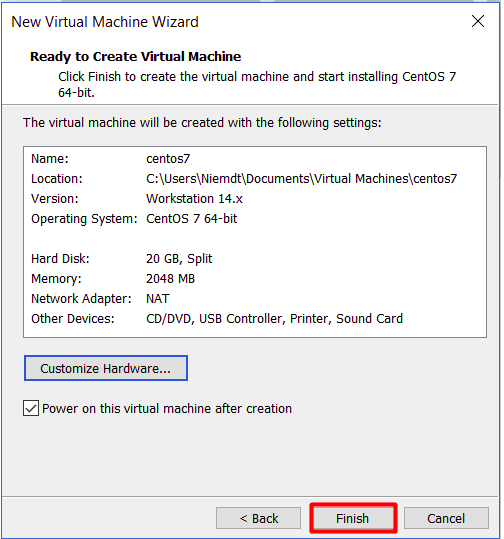 New Virtual Machine Wizard
Ready to Create Virtual Machine
Click Finish to create the virtual machine and start installing CentOS 7
64-bit.
The virtual machine will be created with the following settings:
Name: centos7
Location: C:\Users\Niemdt\Documents\Virtual Machines\centos7
Version: Workstation 14.x
Operating System: CentOS 7 64-bit
Hard Disk: 20 GB, Split
Memory: 2048 MB
Network Adapter: NAT
Other Devices: CD/DVD, USB Controller, Printer, Sound Card
Customize Hardware...
Power on this virtual machine after creation
< Back Finish Cancel